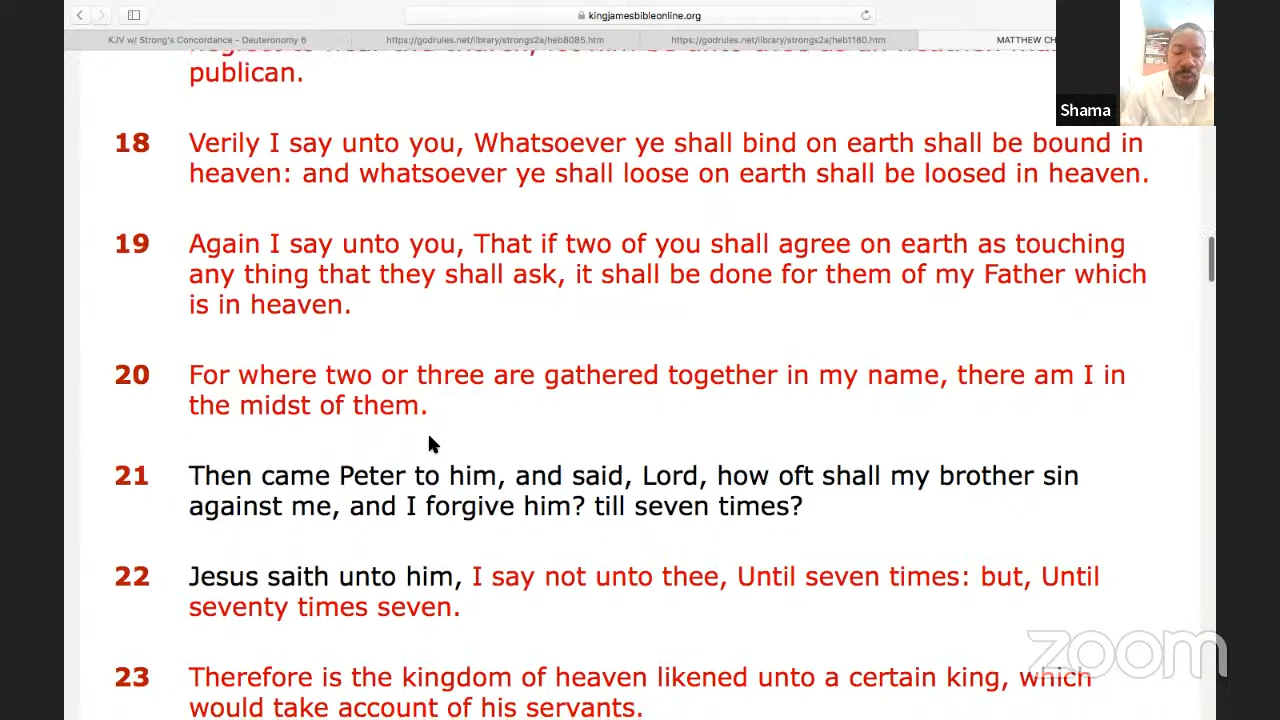 kingjamesbibleonline.org
KJV w/ Strong's Concordance - Deuteronomy 6
https://godrules.net/library/strongs2a/heb8085.htm
https://godrules.net/library/strongs2a/heb1180.htm
MATTHEW CH
Shama
publican.
18 Verily I say unto you, Whatsoever ye shall bind on earth shall be bound in
heaven: and whatsoever ye shall loose on earth shall be loosed in heaven.
19 Again I say unto you, That if two of you shall agree on earth as touching
any thing that they shall ask, it shall be done for them of my Father which
is in heaven.
20 For where two or three are gathered together in my name, there am I in
the midst of them.
21 Then came Peter to him, and said, Lord, how oft shall my brother sin
against me, and I forgive him? till seven times?
22 Jesus saith unto him, I say not unto thee, Until seven times: but, Until
seventy times seven.
23 Therefore is the kingdom of heaven likened unto a certain king, which
would take account of his servants.
zoom